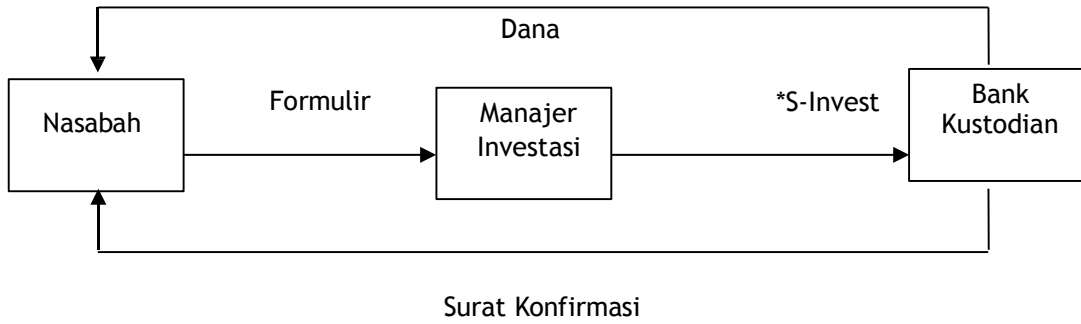 Dana
Nasabah
Formulir
Manajer
Investasi
*S-Invest
Bank
Kustodian
Surat Konfirmasi